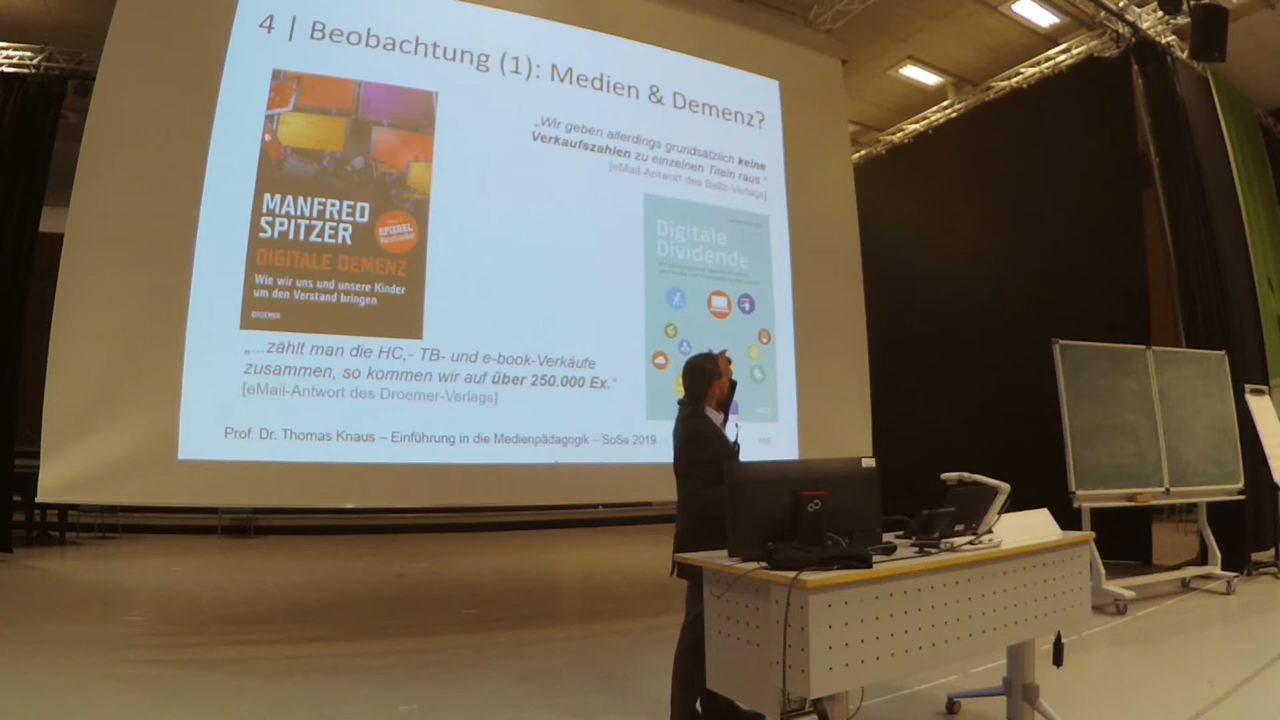 4 | Beobachtung (1): Medien & Demenz?
„Wir geben allerdings grundsätzlich keine
Verkaufszahlen zu einzelnen Titeln raus.“
[eMail-Antwort des Beltz-Verlags]
MANFRED
SPITZER
SPIEGEL
Bestseller
DIGITALE DEMENZ
Wie wir uns und unsere Kinder
um den Verstand bringen
DROEMER
Digitale
Dividende
„…zählt man die HC,- TB- und e-book-Verkäufe
zusammen, so kommen wir auf über 250.000 Ex.“
[eMail-Antwort des Droemer-Verlags]
Prof. Dr. Thomas Knaus – Einführung in die Medienpädagogik – SoSe 2019